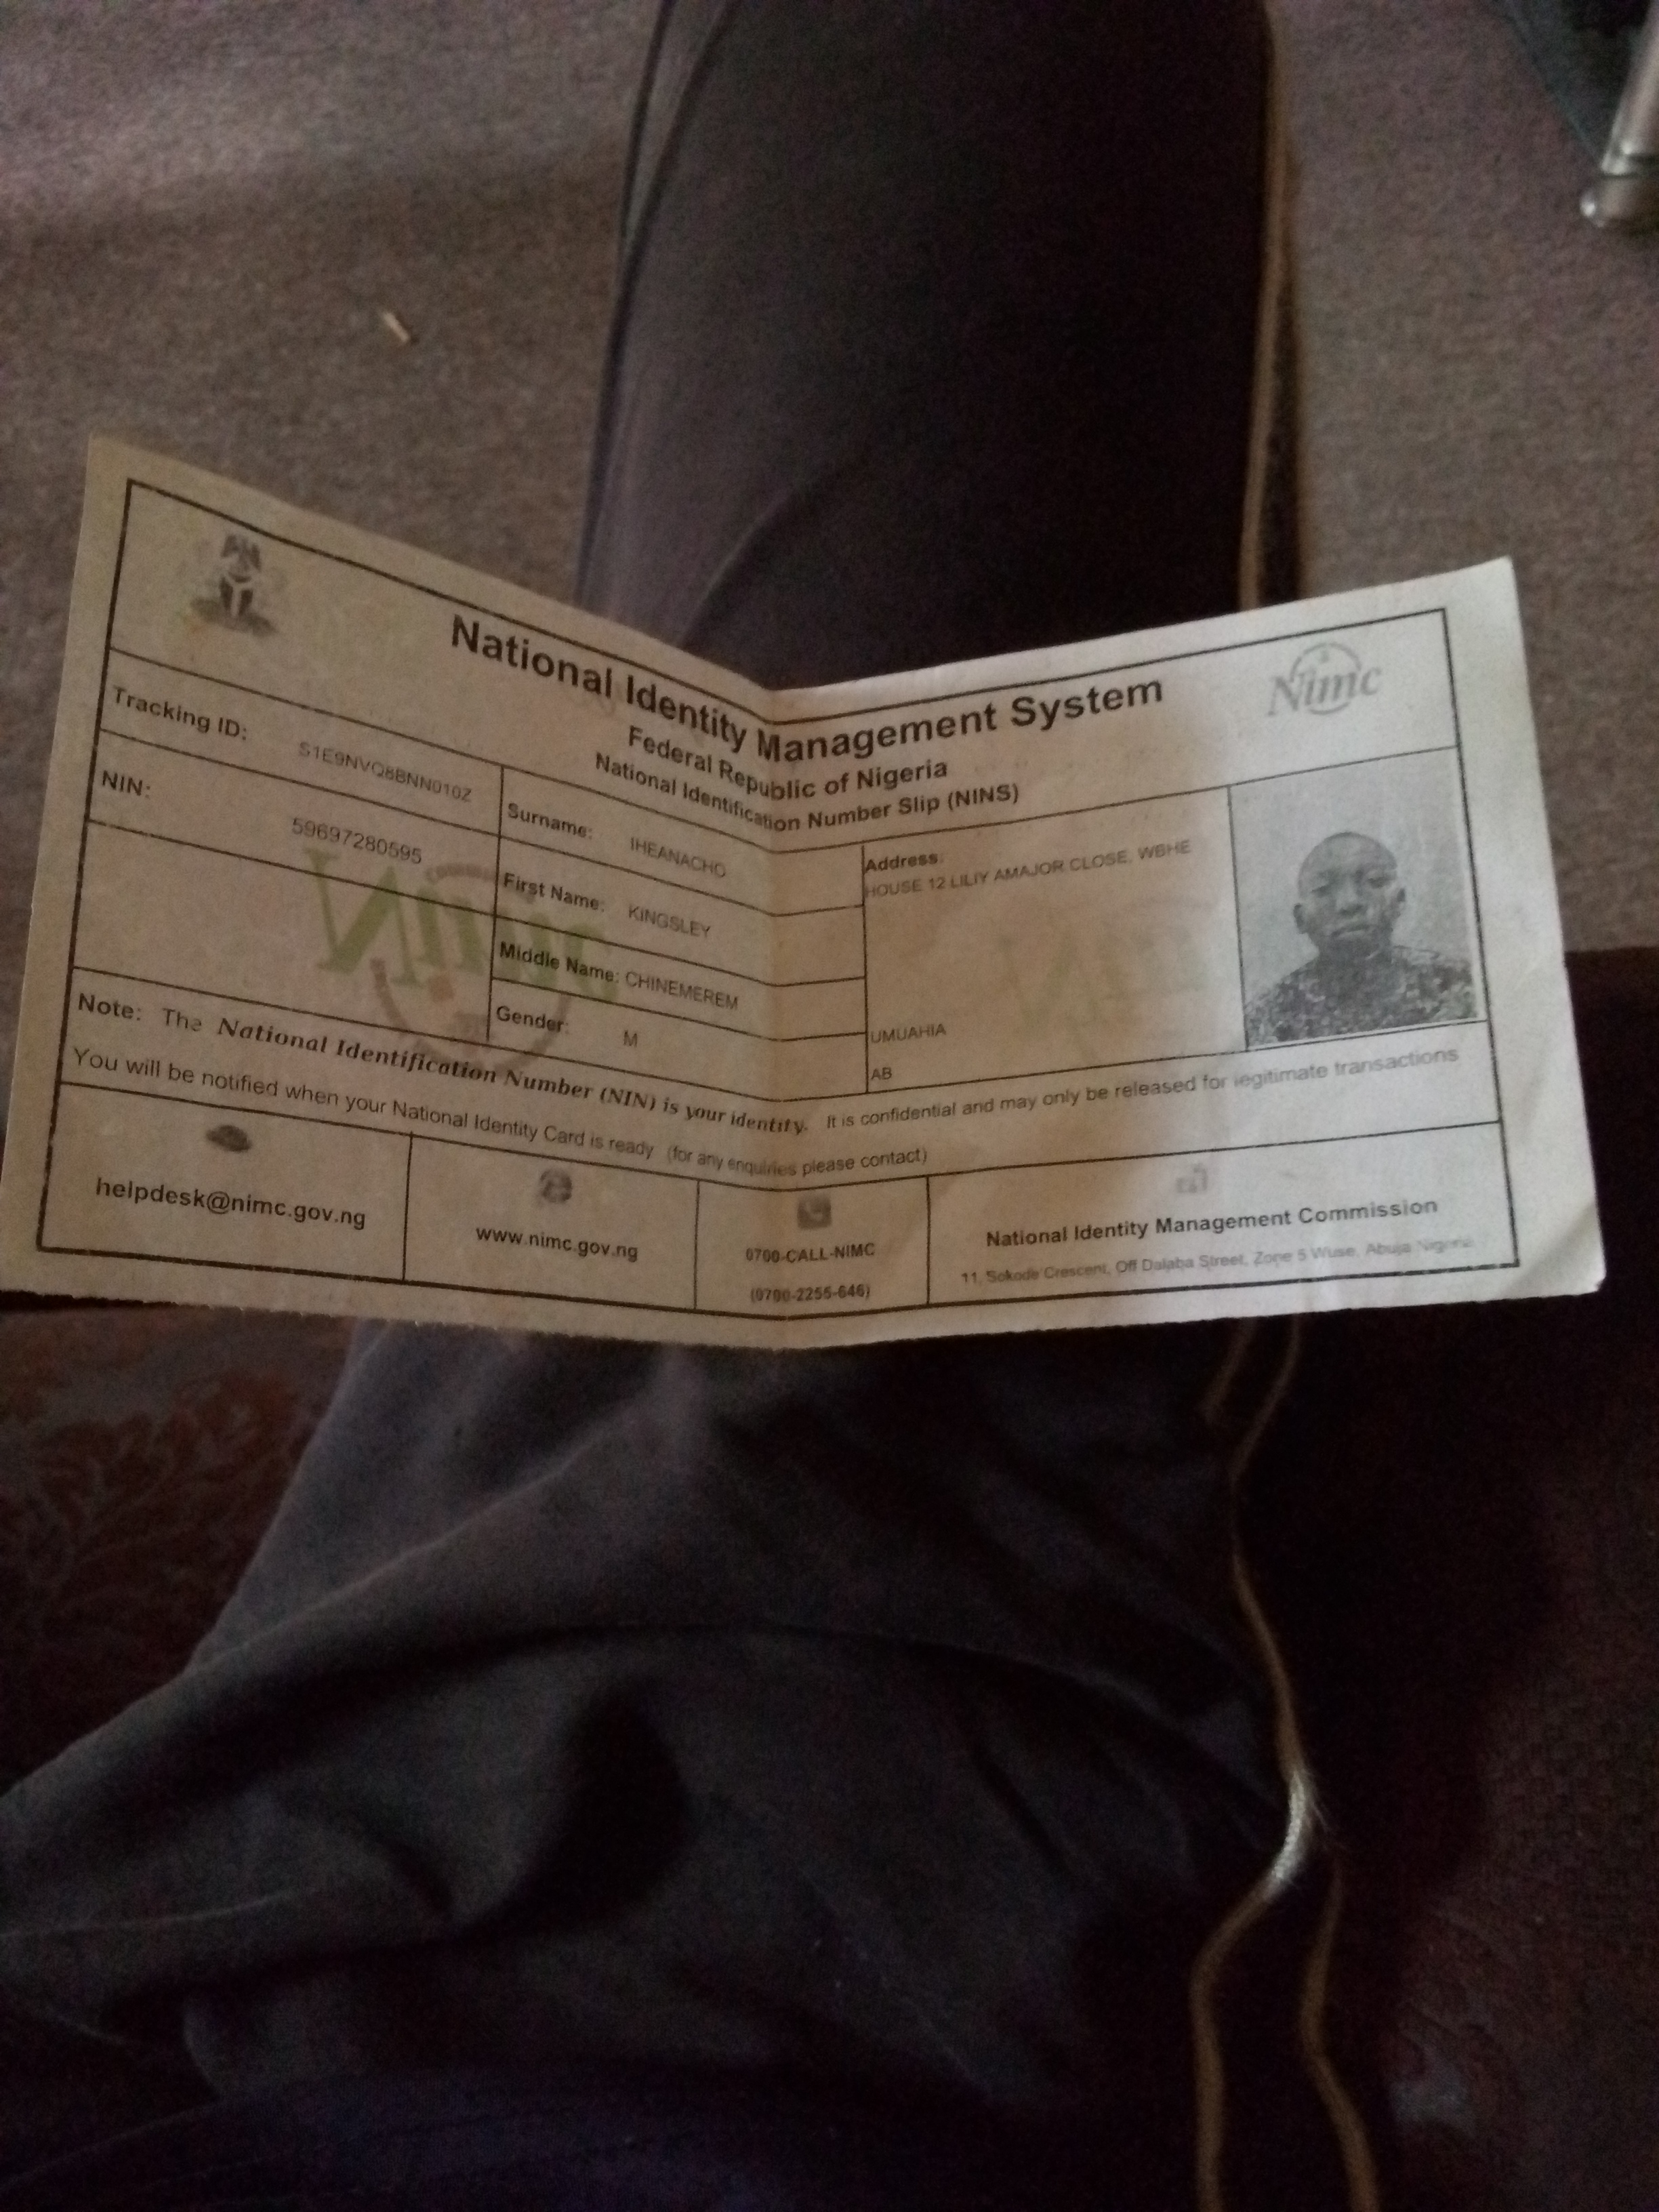 National Identity Management System
Federal Republic of Nigeria
National Identification Number Slip (NINS)
Nimc
Tracking ID: S1E9NVQ8BNN010Z
NIN: 59697280595
Surname: IHEANACHO
First Name: KINGSLEY
Middle Name: CHINEMEREM
Gender: M
Address:
HOUSE 12 LILIY AMAJOR CLOSE, WBHE
UMUAHIA
AB
Note: The National Identification Number (NIN) is your identity. It is confidential and may only be released for legitimate transactions
You will be notified when your National Identity Card is ready (for any enquiries please contact)
helpdesk@nimc.gov.ng
www.nimc.gov.ng
0700-CALL-NIMC
(0700-2255-646)
National Identity Management Commission
11, Sokode Crescent, Off Dalaba Street, Zone 5 Wuse, Abuja Nigeria